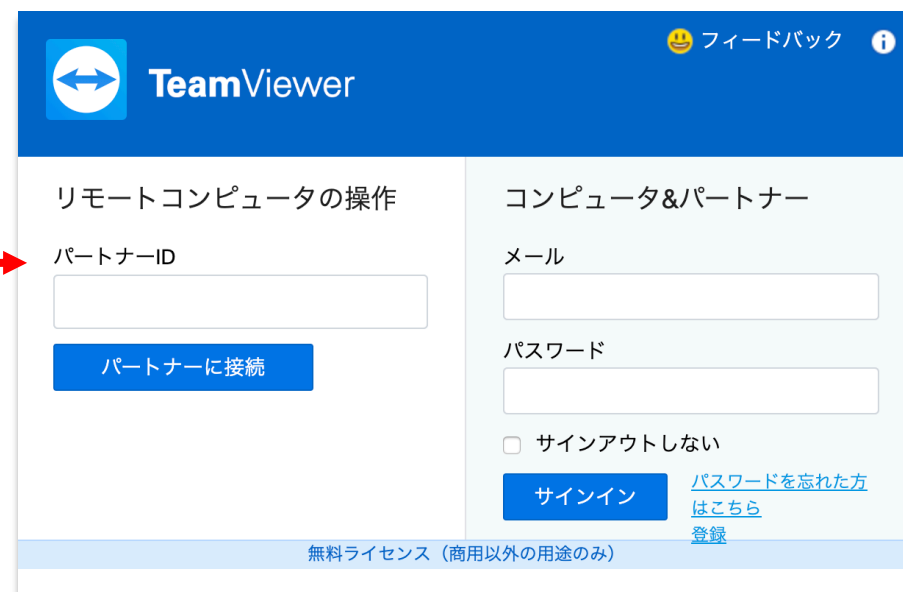 フィードバック
TeamViewer
リモートコンピュータの操作
パートナーID
パートナーに接続
コンピュータ&パートナー
メール
パスワード
サインアウトしない
サインイン
パスワードを忘れた方
はこちら
登録
無料ライセンス（商用以外の用途のみ）